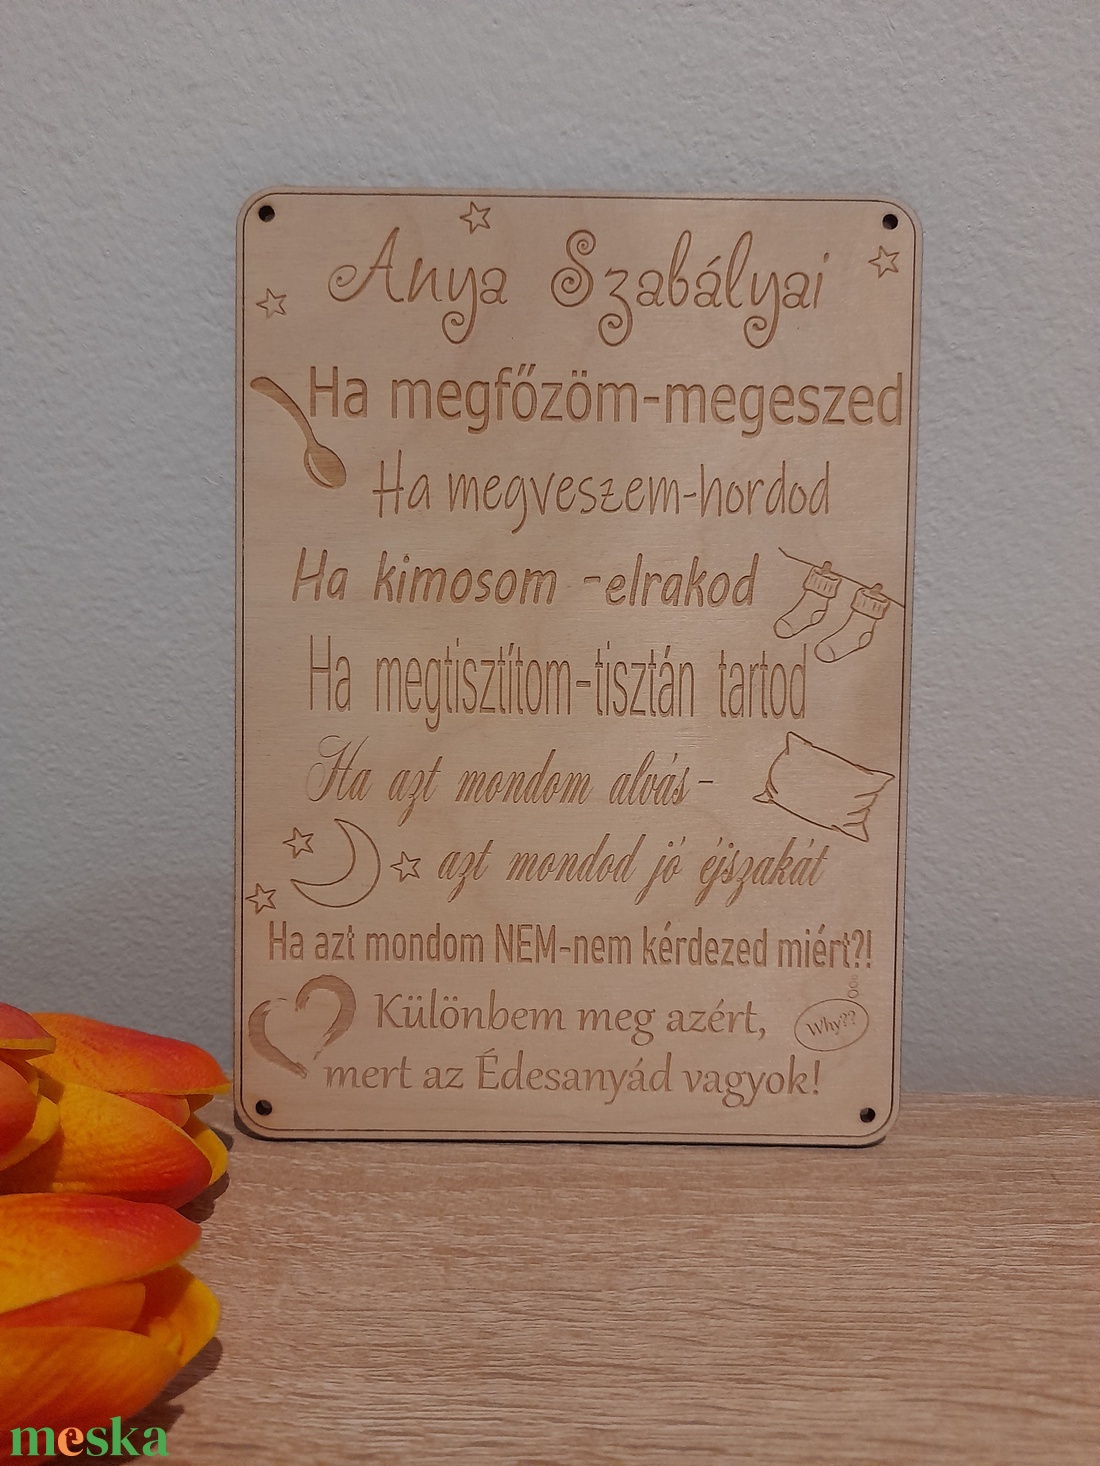 Anya Szabályai
Ha megfőzöm-megeszed
Ha megveszem-hordod
Ha kimosom -elrakod
Ha megtisztítom-tisztán tartod
Ha azt mondom alvás-
azt mondod jó éjszakát
Ha azt mondom NEM-nem kérdezed miért?!
Különbem meg azért,
Why??
mert az Édesanyád vagyok!
meska